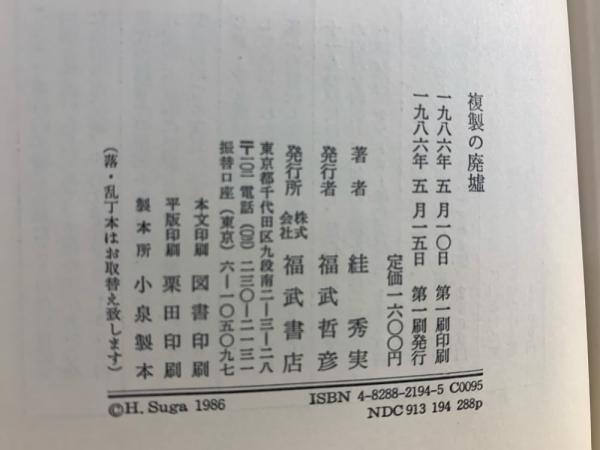 複製の廃墟
一九八六年 五 月一〇日 第一刷印刷
一九八六年 五 月一五日 第一刷発行
定価一六〇〇円
著者 絓 秀実
発行者 福武哲彦
発行所 株式会社 福武書店
東京都千代田区九段南二―三―二八
〒一〇二 電話(〇三)二三〇―二一三一
振替口座(東京)六―一〇五〇九七
本文印刷 図書印刷
平版印刷 栗田印刷
製本所 小泉製本
(落・乱丁本はお取替え致します)
ISBN 4-8288-2194-5 C0095
NDC 913 194 288p
©H. Suga 1986